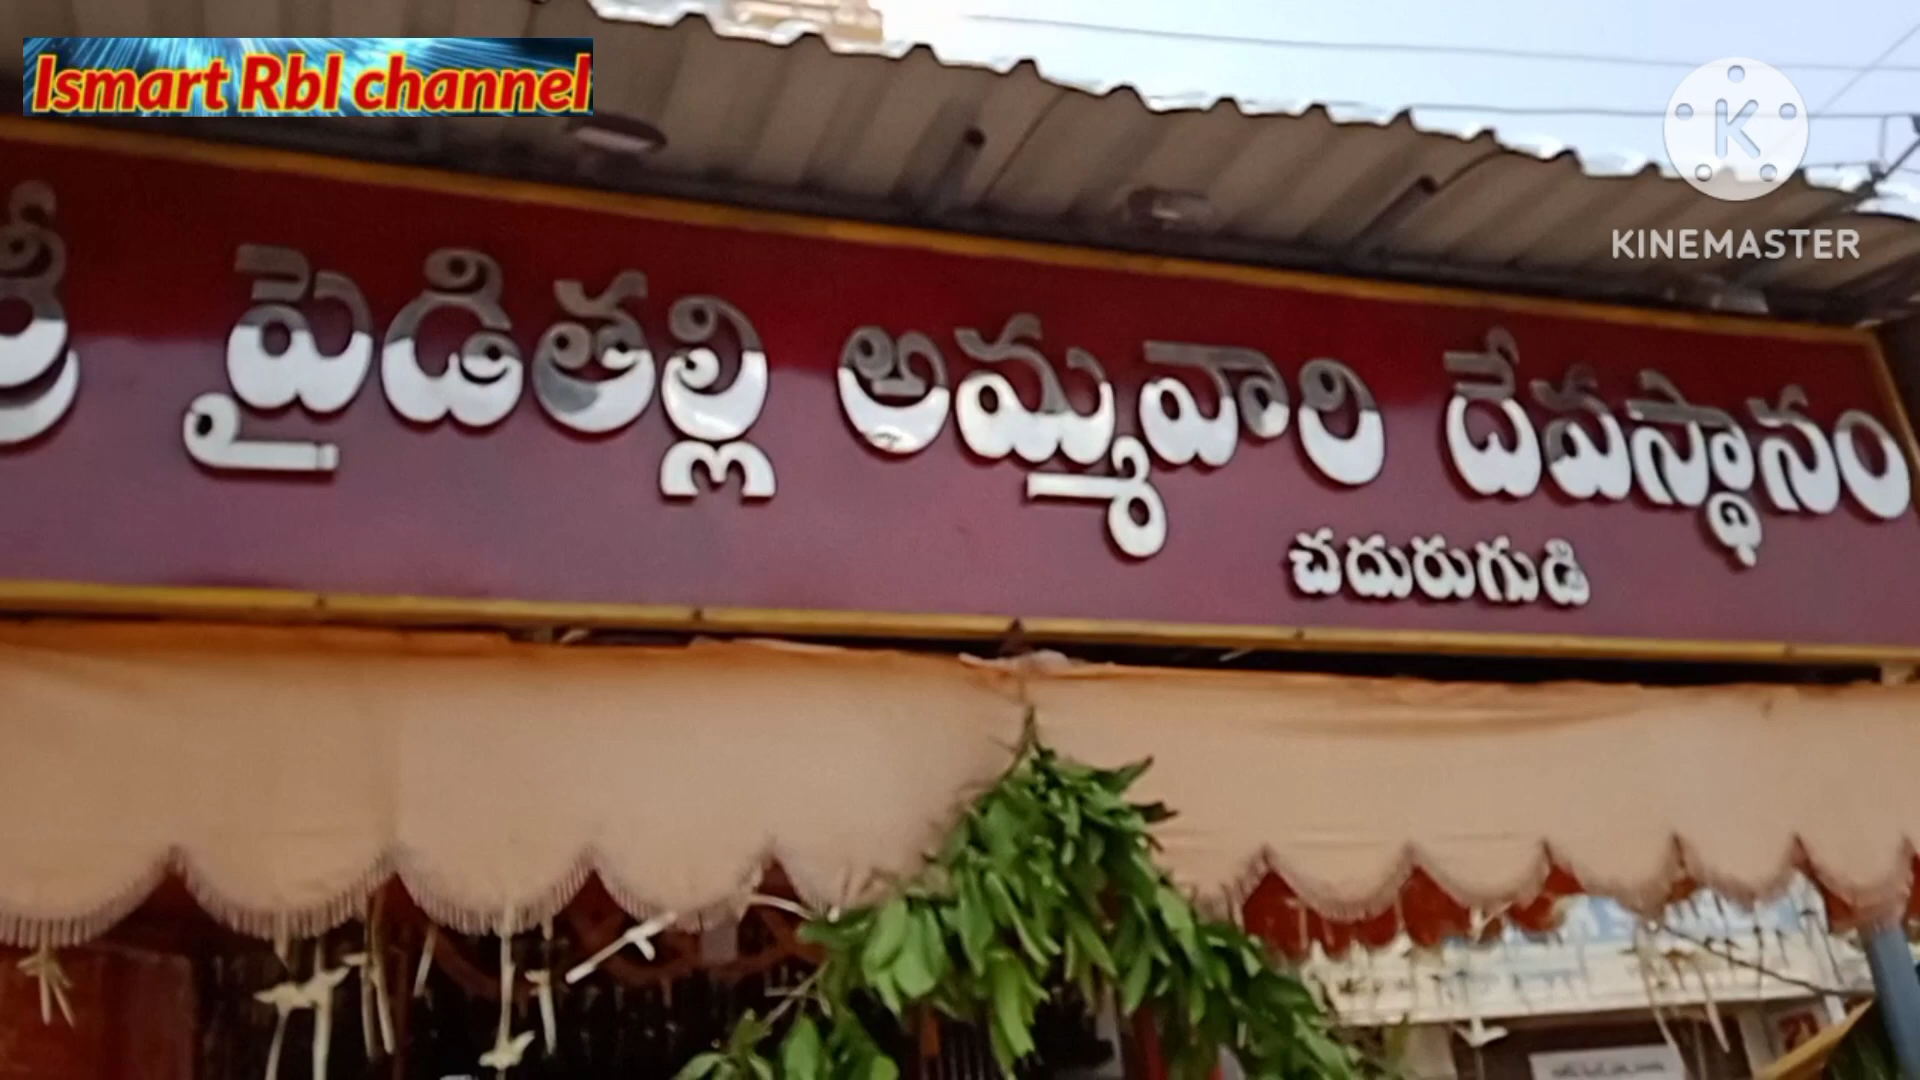 Ismart Rbl channel
KINEMASTER
శ్రీ పైడితల్లి అమ్మవారి దేవస్థానం
చదురుగుడి